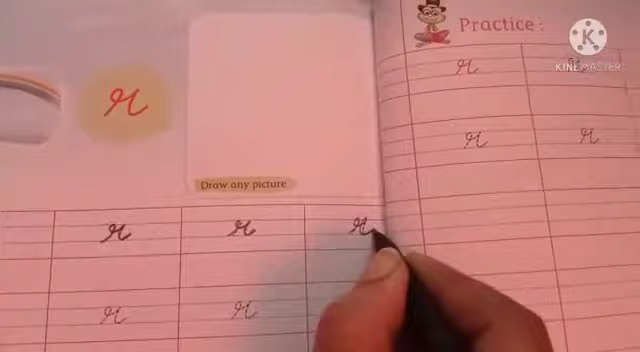 r
Draw any picture
r r r
r r
Practice :
K
KINEMASTER
r r
r r